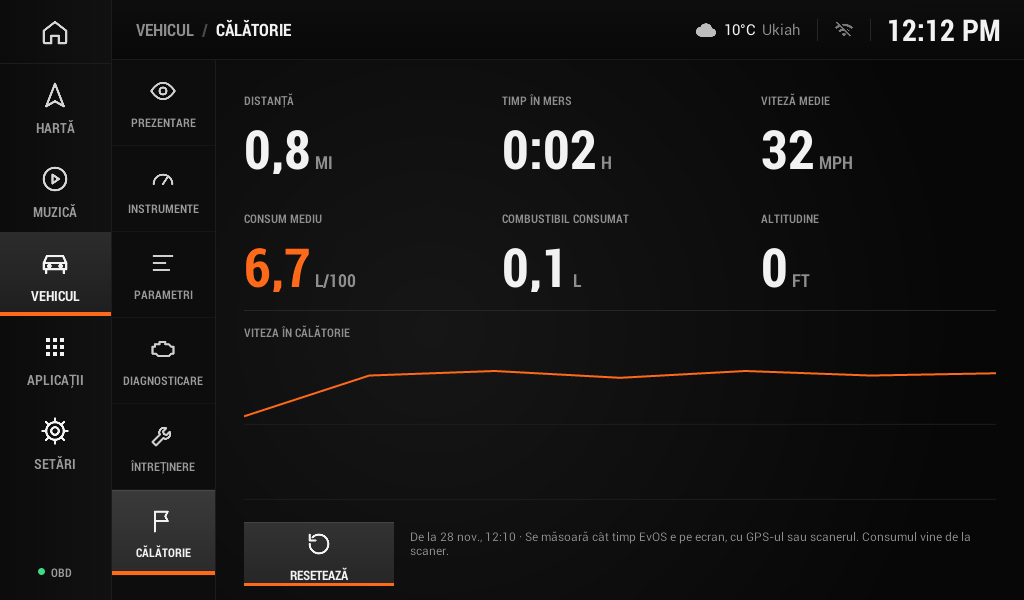 VEHICUL / CĂLĂTORIE
10°C Ukiah
12:12 PM
HARTĂ
MUZICĂ
VEHICUL
APLICAȚII
SETĂRI
OBD
PREZENTARE
INSTRUMENTE
PARAMETRI
DIAGNOSTICARE
ÎNTREȚINERE
CĂLĂTORIE
DISTANȚĂ
0,8 MI
TIMP ÎN MERS
0:02 H
VITEZĂ MEDIE
32 MPH
CONSUM MEDIU
6,7 L/100
COMBUSTIBIL CONSUMAT
0,1 L
ALTITUDINE
0 FT
VITEZA ÎN CĂLĂTORIE
RESETEAZĂ
De la 28 nov., 12:10 · Se măsoară cât timp EvOS e pe ecran, cu GPS-ul sau scanerul. Consumul vine de la
scaner.